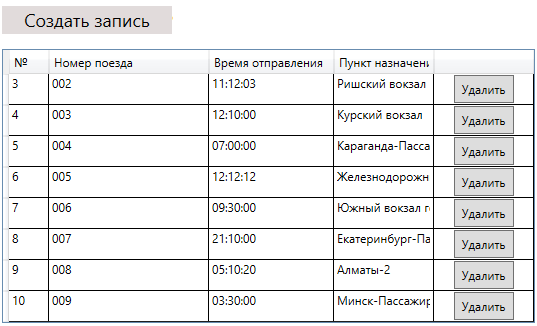 Создать запись
№ Номер поезда Время отправления Пункт назначени
3 002 11:12:03 Ришский вокзал Удалить
4 003 12:10:00 Курский вокзал Удалить
5 004 07:00:00 Караганда-Пасса Удалить
6 005 12:12:12 Железнодорожн Удалить
7 006 09:30:00 Южный вокзал г Удалить
8 007 21:10:00 Екатеринбург-Па Удалить
9 008 05:10:20 Алматы-2 Удалить
10 009 03:30:00 Минск-Пассажир Удалить